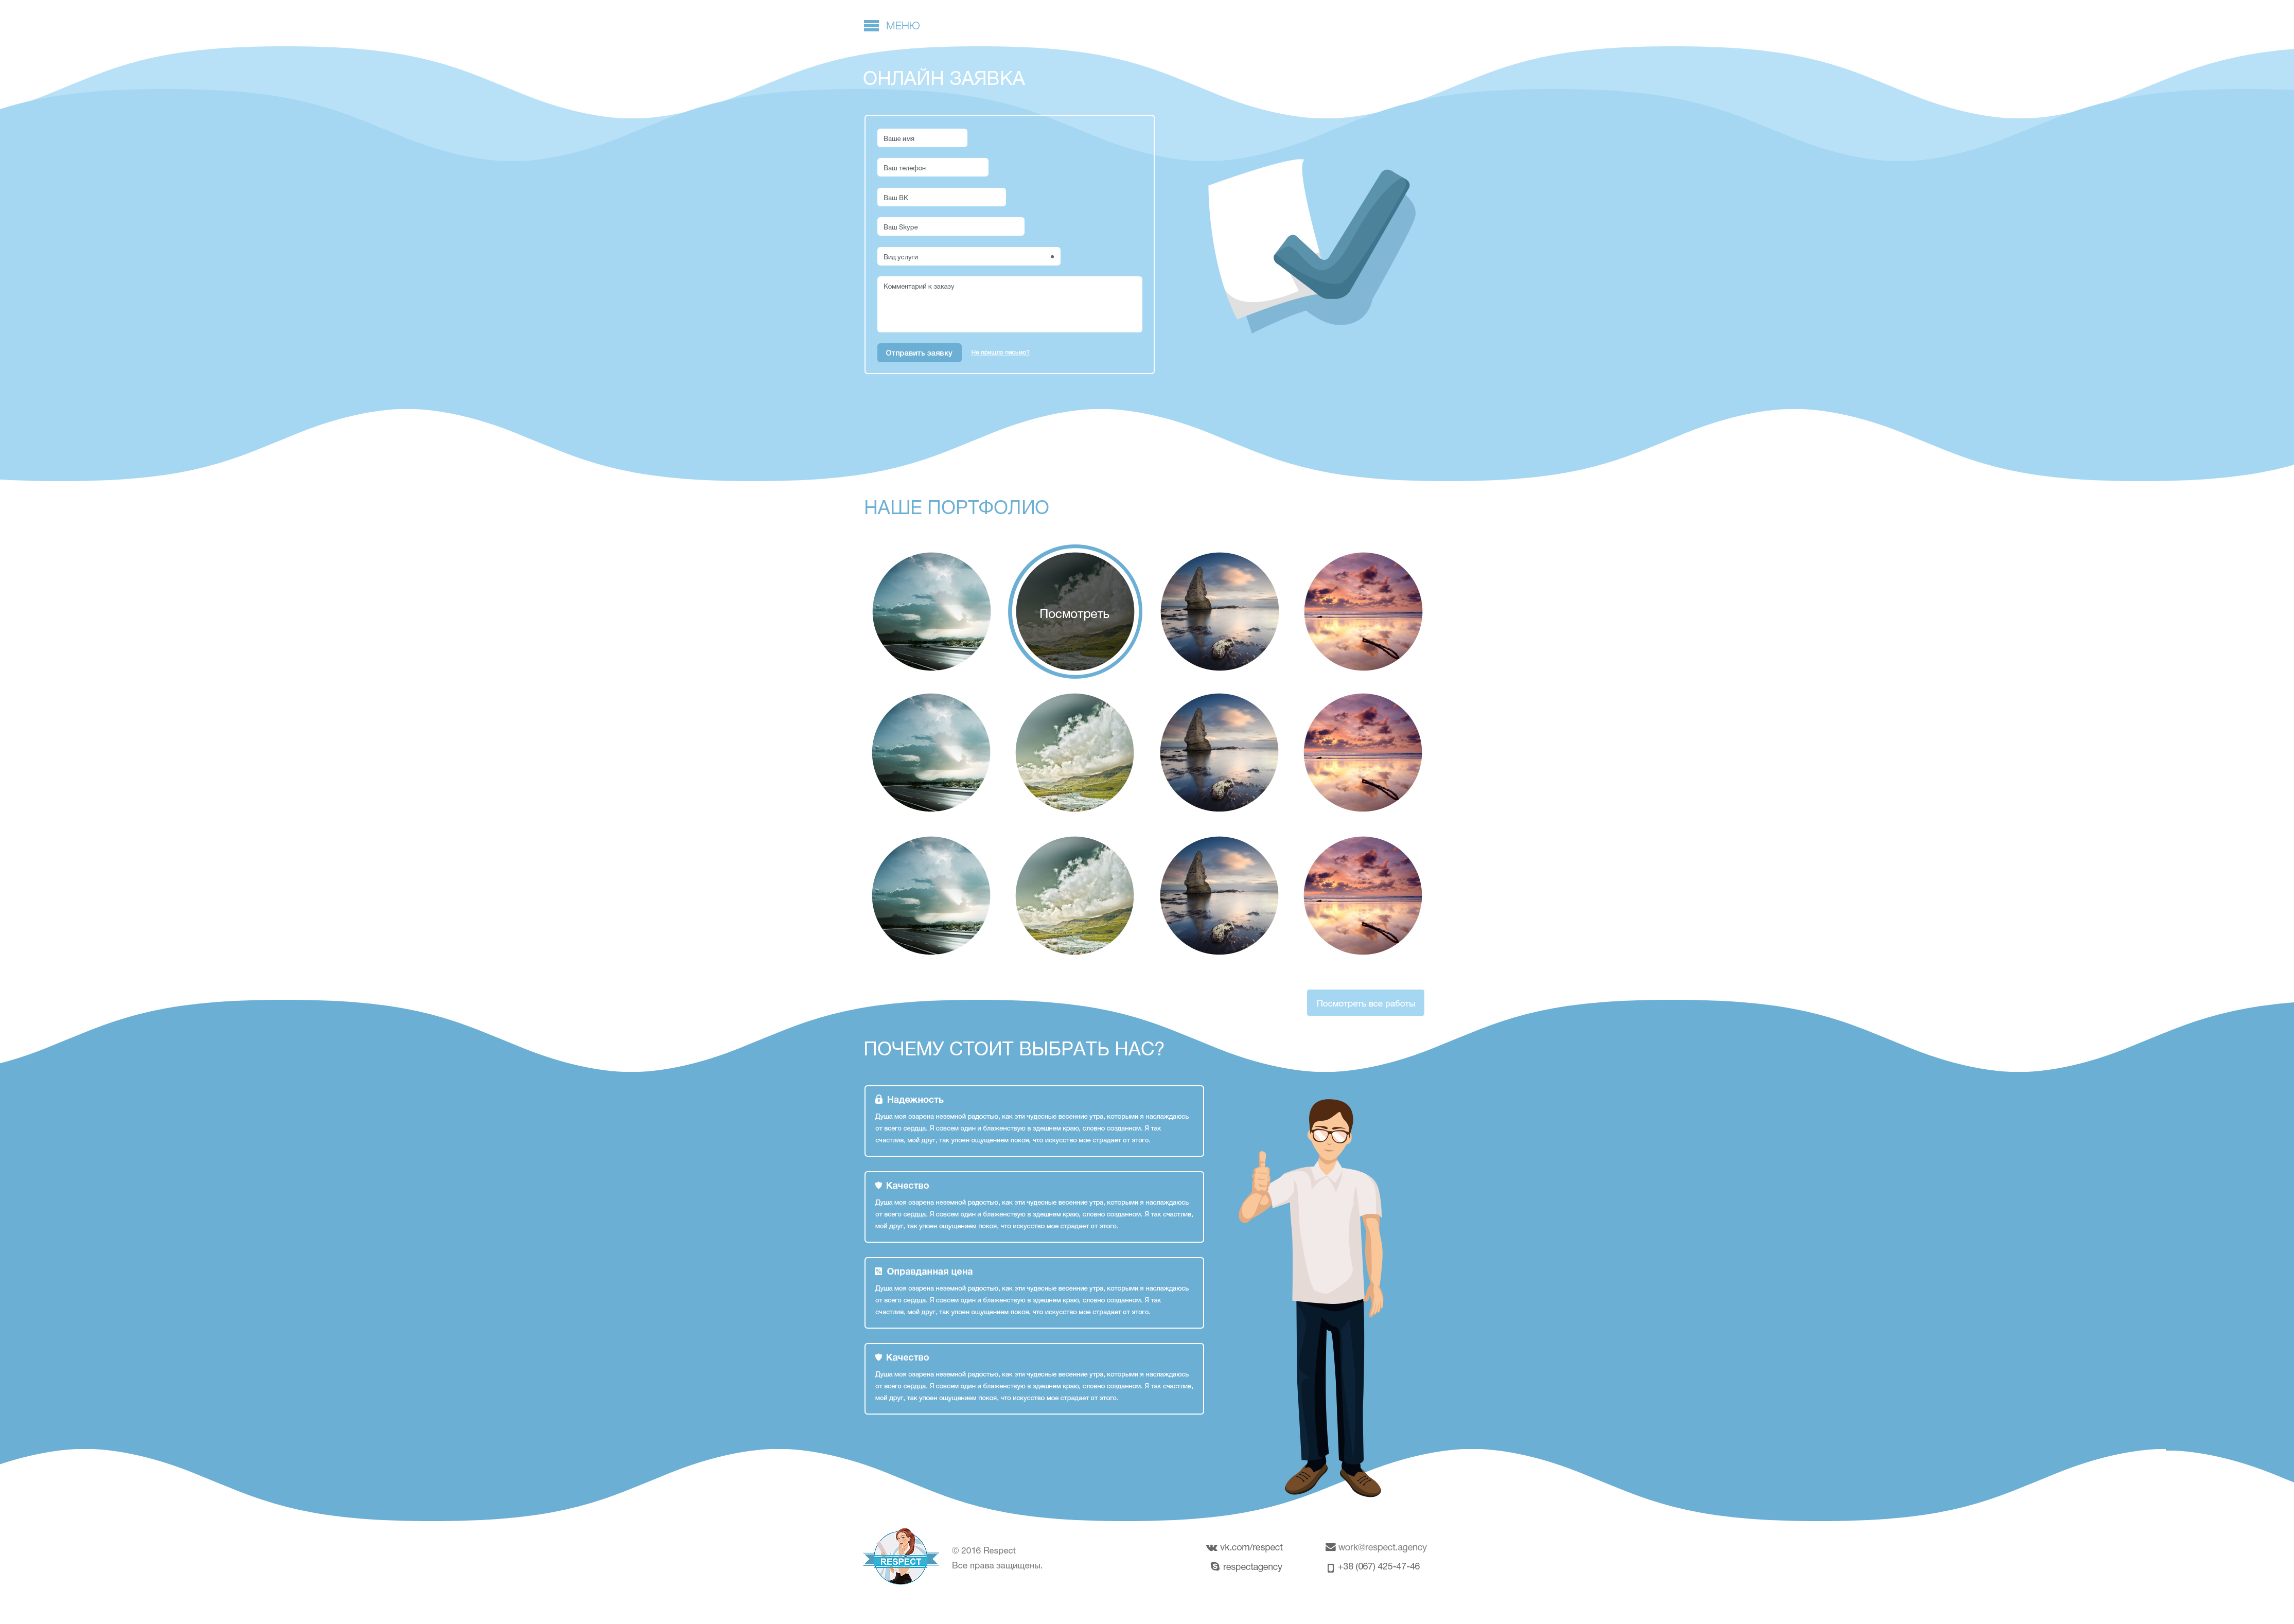 МЕНЮ
ОНЛАЙН ЗАЯВКА
Ваше имя
Ваш телефон
Ваш ВК
Ваш Skype
Вид услуги
Комментарий к заказу
Отправить заявку
Не пришло письмо?
НАШЕ ПОРТФОЛИО
Посмотреть
Посмотреть все работы
ПОЧЕМУ СТОИТ ВЫБРАТЬ НАС?
Надежность
Душа моя озарена неземной радостью, как эти чудесные весенние утра, которыми я наслаждаюсь
от всего сердца. Я совсем один и блаженствую в здешнем краю, словно созданном. Я так
счастлив, мой друг, так упоен ощущением покоя, что искусство мое страдает от этого.
Качество
Душа моя озарена неземной радостью, как эти чудесные весенние утра, которыми я наслаждаюсь
от всего сердца. Я совсем один и блаженствую в здешнем краю, словно созданном. Я так счастлив,
мой друг, так упоен ощущением покоя, что искусство мое страдает от этого.
Оправданная цена
Душа моя озарена неземной радостью, как эти чудесные весенние утра, которыми я наслаждаюсь
от всего сердца. Я совсем один и блаженствую в здешнем краю, словно созданном. Я так
счастлив, мой друг, так упоен ощущением покоя, что искусство мое страдает от этого.
Качество
Душа моя озарена неземной радостью, как эти чудесные весенние утра, которыми я наслаждаюсь
от всего сердца. Я совсем один и блаженствую в здешнем краю, словно созданном. Я так счастлив,
мой друг, так упоен ощущением покоя, что искусство мое страдает от этого.
RESPECT
© 2016 Respect
Все права защищены.
vk.com/respect
respectagency
work@respect.agency
+38 (067) 425-47-46